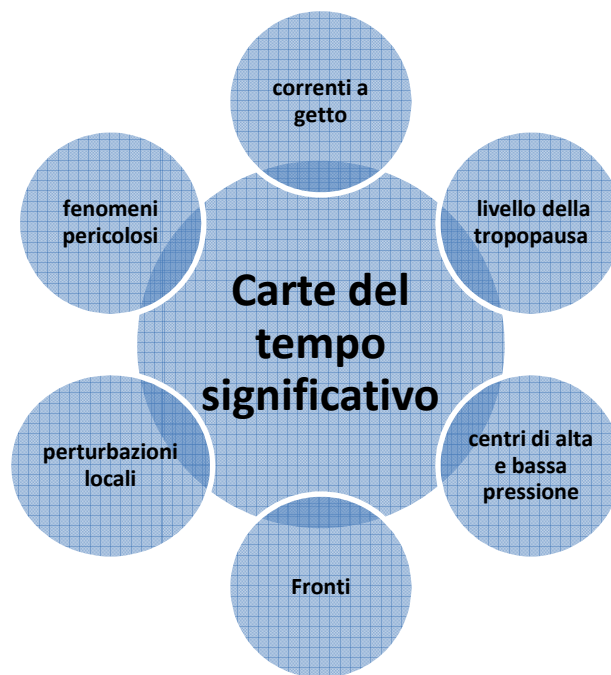 correnti a
getto
fenomeni
pericolosi
livello della
tropopausa
Carte del
tempo
significativo
perturbazioni
locali
centri di alta
e bassa
pressione
Fronti